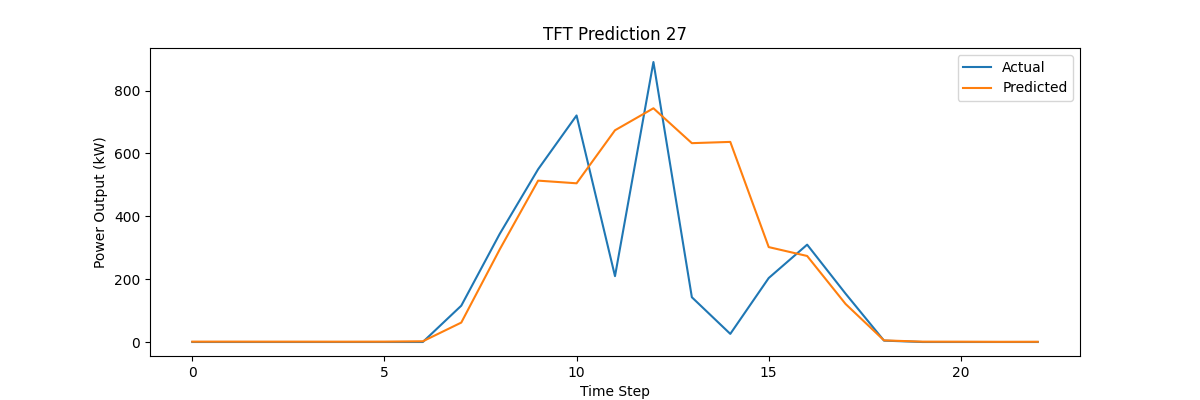 TFT Prediction 27
Actual
Predicted
Power Output (kW)
800
600
400
200
0
0 5 10 15 20
Time Step